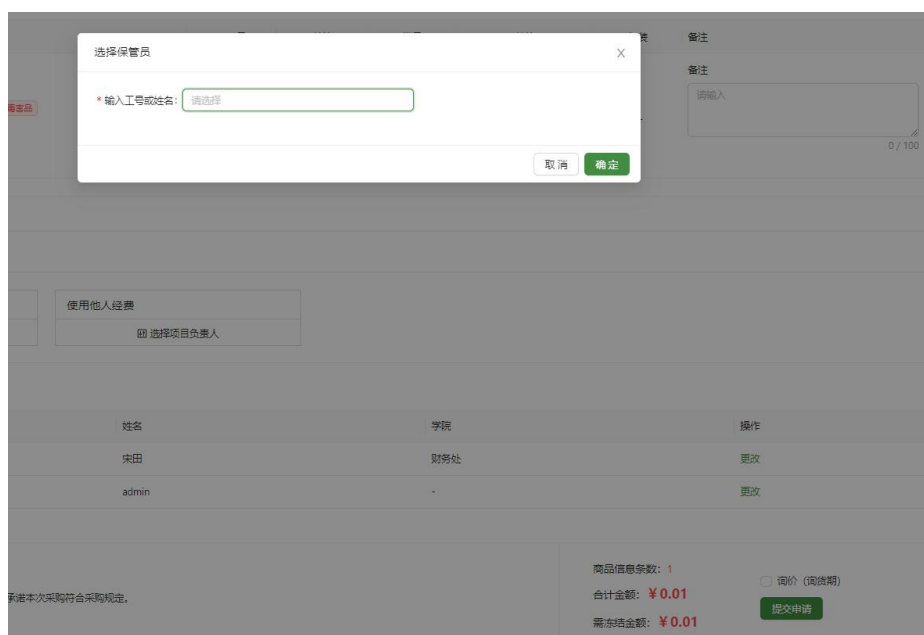 备注
选择保管员
X
备注
* 输入工号或姓名: 请选择
请输入
毒害品
0 / 100
取 消
确 定
使用他人经费
选择项目负责人
姓名
学院
操作
宋田
财务处
更改
admin
-
更改
商品信息条数: 1
询价（询货期）
承诺本次采购符合采购规定。
合计金额: ¥0.01
提交申请
需冻结金额: ¥0.01